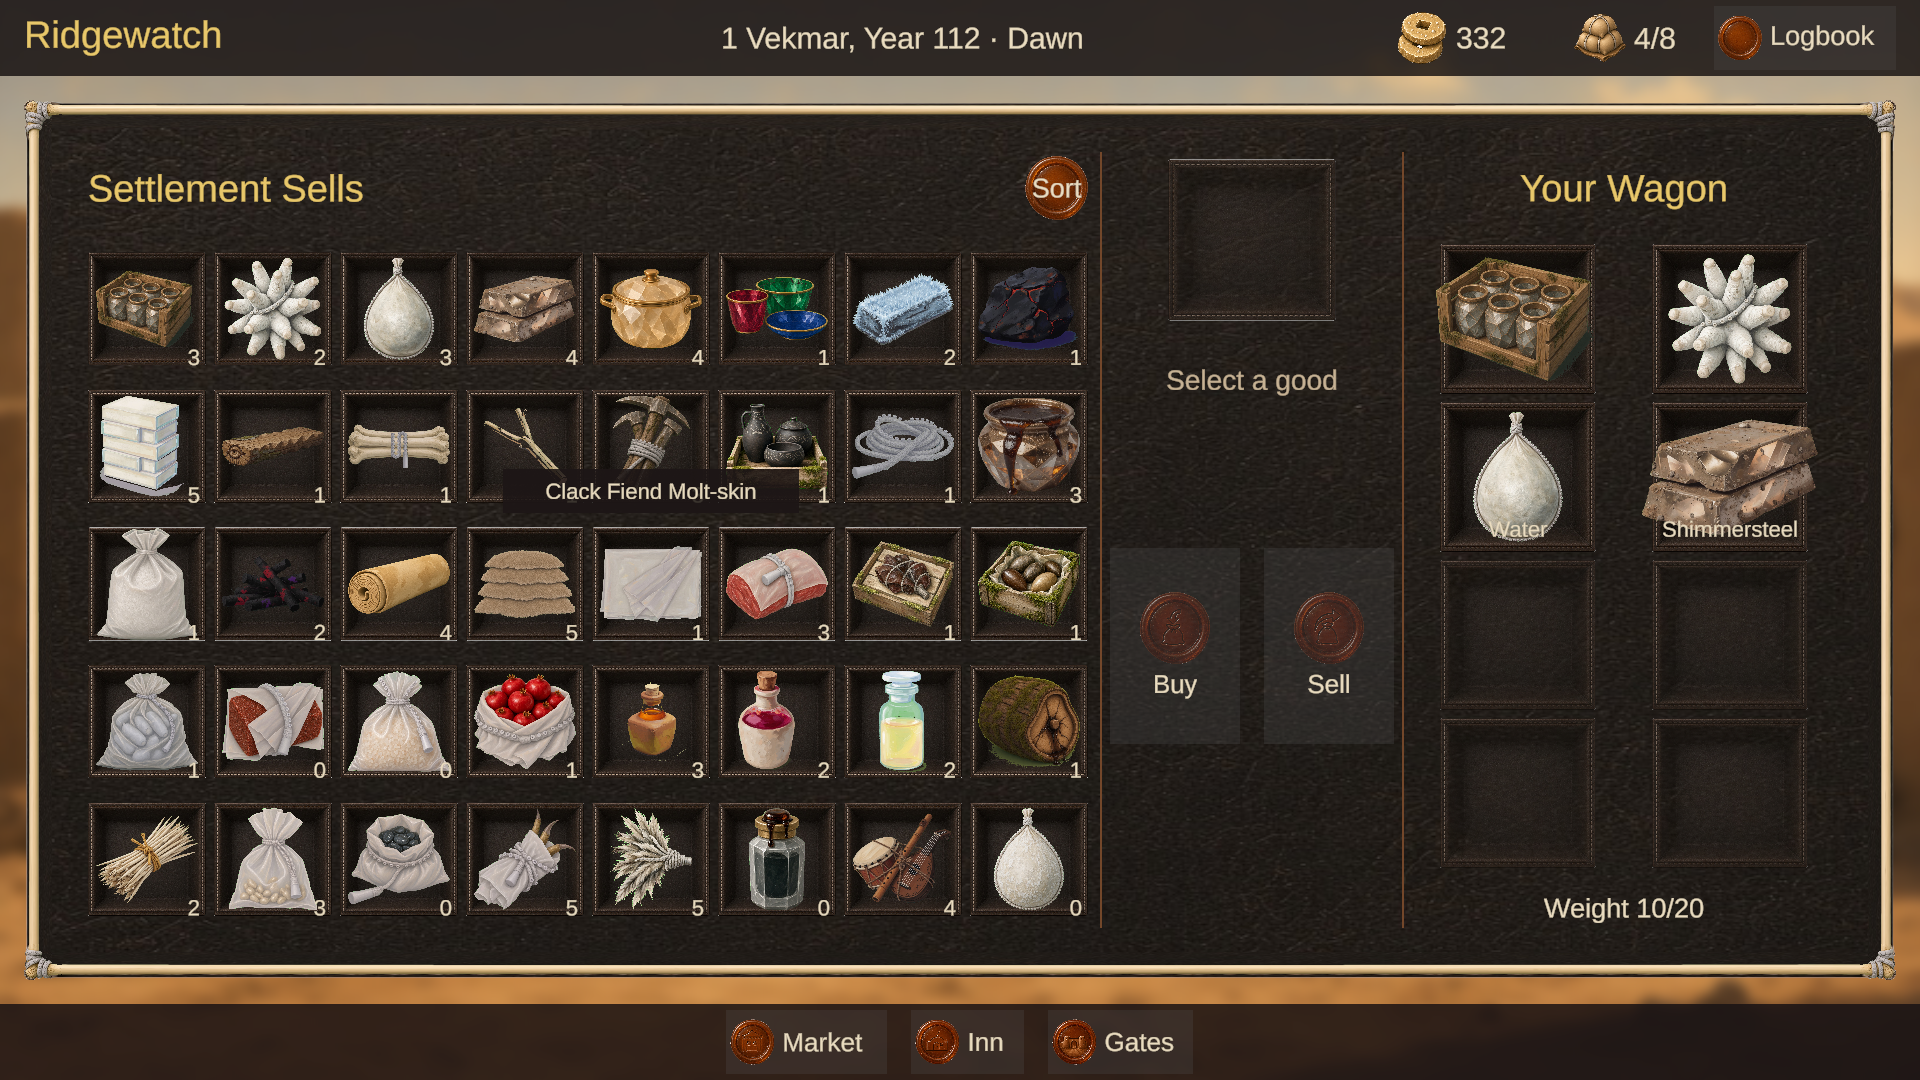 Ridgewatch
1 Vekmar, Year 112 · Dawn
332
4/8
Logbook
Settlement Sells
Sort
Your Wagon
3 2 3 4 4 1 2 1
Select a good
5 1 1 1 1 3
Clack Fiend Molt-skin
Water
Shimmersteel
1 2 4 5 1 3 1 1
Buy
Sell
1 0 0 1 3 2 2 1
2 3 0 5 5 0 4 0
Weight 10/20
Market
Inn
Gates